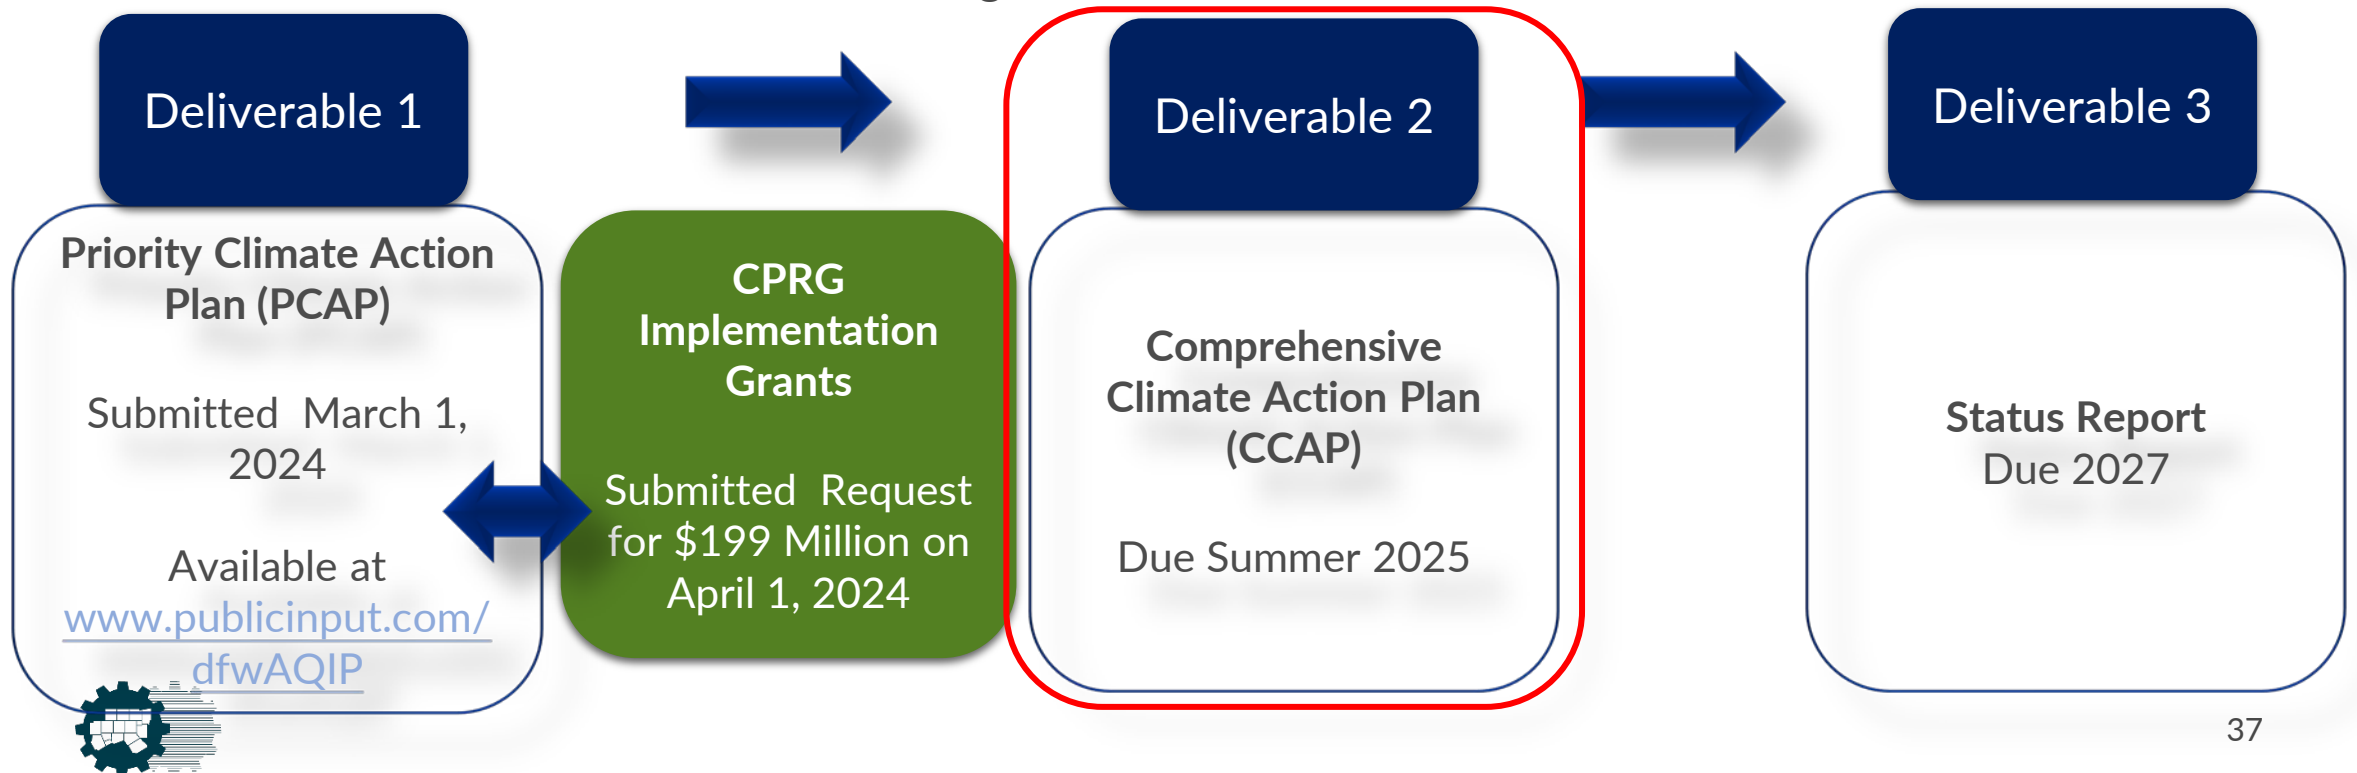 Deliverable 1
Priority Climate Action
Plan (PCAP)
Submitted March 1,
2024
Available at
www.publicinput.com/
dfwAQIP
CPRG
Implementation
Grants
Submitted Request
for $199 Million on
April 1, 2024
Deliverable 2
Comprehensive
Climate Action Plan
(CCAP)
Due Summer 2025
Deliverable 3
Status Report
Due 2027
37